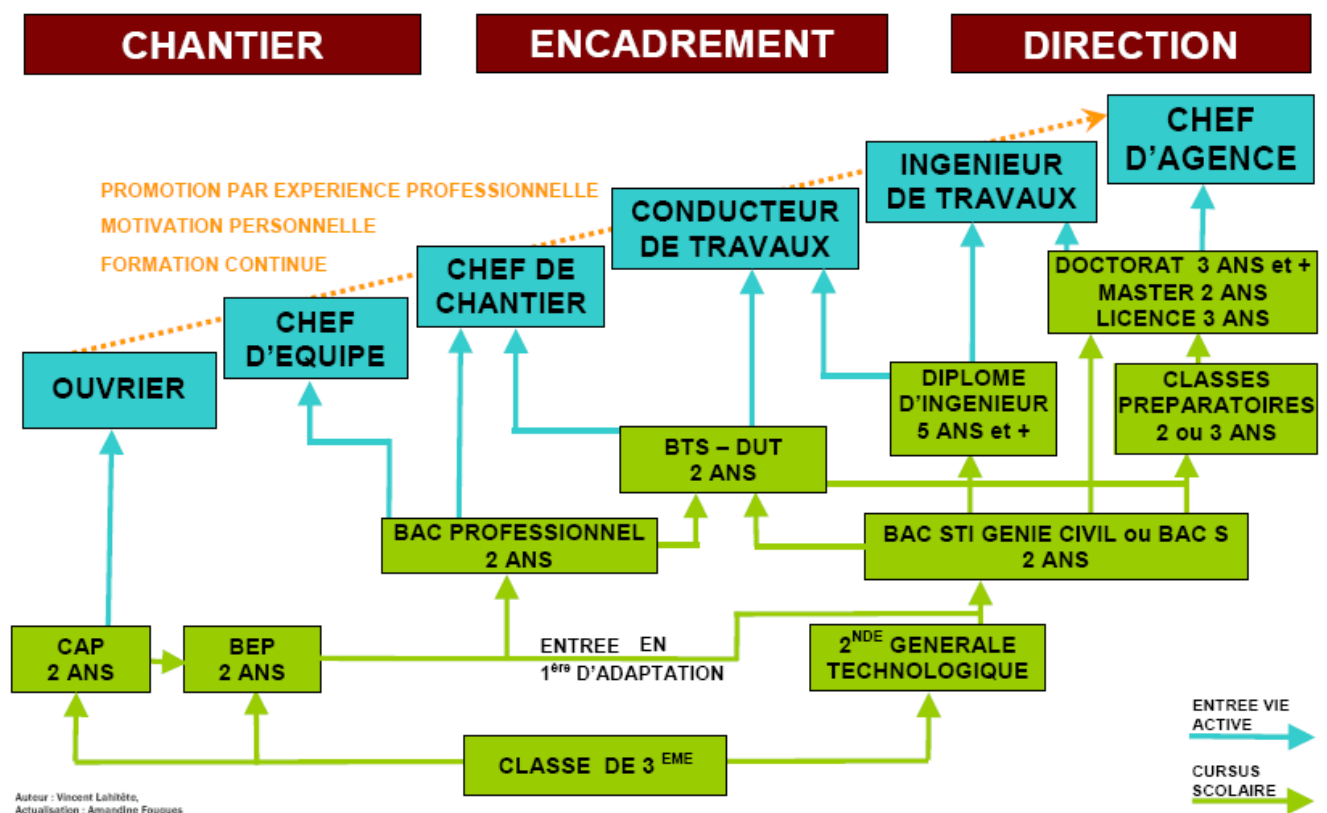 CHANTIER
ENCADREMENT
DIRECTION
CHEF
D'AGENCE
INGENIEUR
DE TRAVAUX
PROMOTION PAR EXPERIENCE PROFESSIONNELLE
MOTIVATION PERSONNELLE
FORMATION CONTINUE
CONDUCTEUR
DE TRAVAUX
CHEF DE
CHANTIER
CHEF
D'EQUIPE
OUVRIER
DOCTORAT 3 ANS et +
MASTER 2 ANS
LICENCE 3 ANS
DIPLOME
D'INGENIEUR
5 ANS et +
CLASSES
PREPARATOIRES
2 ou 3 ANS
BTS – DUT
2 ANS
BAC PROFESSIONNEL
2 ANS
BAC STI GENIE CIVIL ou BAC S
2 ANS
CAP
2 ANS
BEP
2 ANS
ENTREE EN
1ère D'ADAPTATION
2NDE GENERALE
TECHNOLOGIQUE
CLASSE DE 3 EME
ENTREE VIE
ACTIVE
CURSUS
SCOLAIRE
Auteur : Vincent Lahitête,
Actualisation : Amandine Fouques